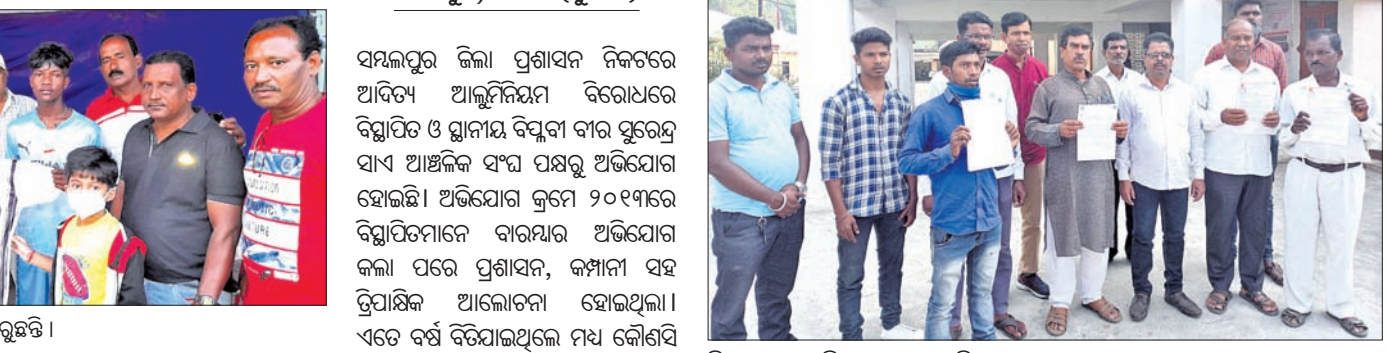 ରୁଛନ୍ତି ।
ସମ୍ବଲପୁର ଜିଲା ପ୍ରଶାସନ ନିକଟରେ
ଆଦିତ୍ୟ ଆଲୁମିନିୟମ ବିରୋଧରେ
ବିସ୍ଥାପିତ ଓ ସ୍ଥାନୀୟ ବିପ୍ଳବୀ ବୀର ସୁରେନ୍ଦ୍ର
ସାଏ ଆଞ୍ଚଳିକ ସଂଘ ପକ୍ଷରୁ ଅଭିଯୋଗ
ହୋଇଛି। ଅଭିଯୋଗ କ୍ରମେ ୨୦୧୩ରେ
ବିସ୍ଥାପିତମାନେ ବାରମ୍ବାର ଅଭିଯୋଗ
କଲା ପରେ ପ୍ରଶାସନ, କମ୍ପାନୀ ସହ
ତ୍ରିପାକ୍ଷିକ ଆଲୋଚନା ହୋଇଥିଲା।
ଏତେ ବର୍ଷ ବିତିଯାଇଥିଲେ ମଧ୍ୟ କୌଣସି